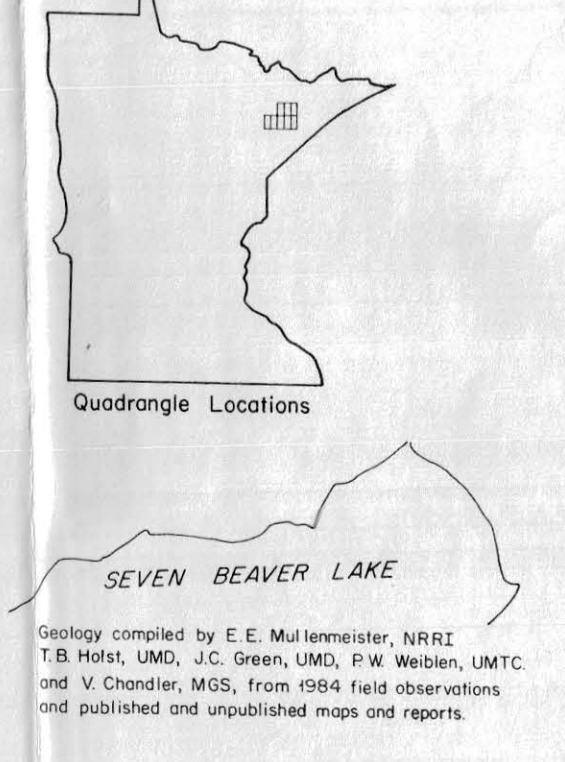 Quadrangle Locations
SEVEN BEAVER LAKE
Geology compiled by E.E. Mullenmeister, NRRI
T.B. Holst, UMD, J.C. Green, UMD, P.W. Weiblen, UMTC.
and V. Chandler, MGS, from 1984 field observations
and published and unpublished maps and reports.